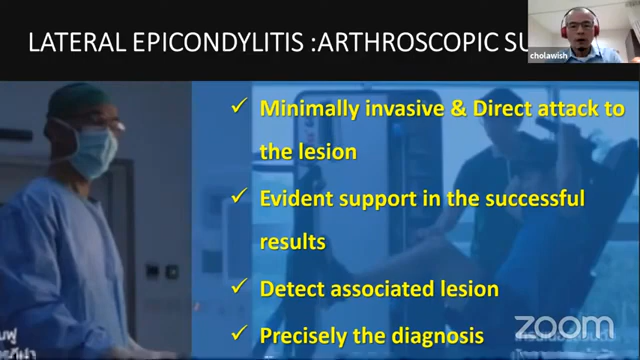 LATERAL EPICONDYLITIS :ARTHROSCOPIC SU
cholawish
✓ Minimally invasive & Direct attack to
the lesion
✓ Evident support in the successful
results
✓ Detect associated lesion
✓ Precisely the diagnosis
zoom